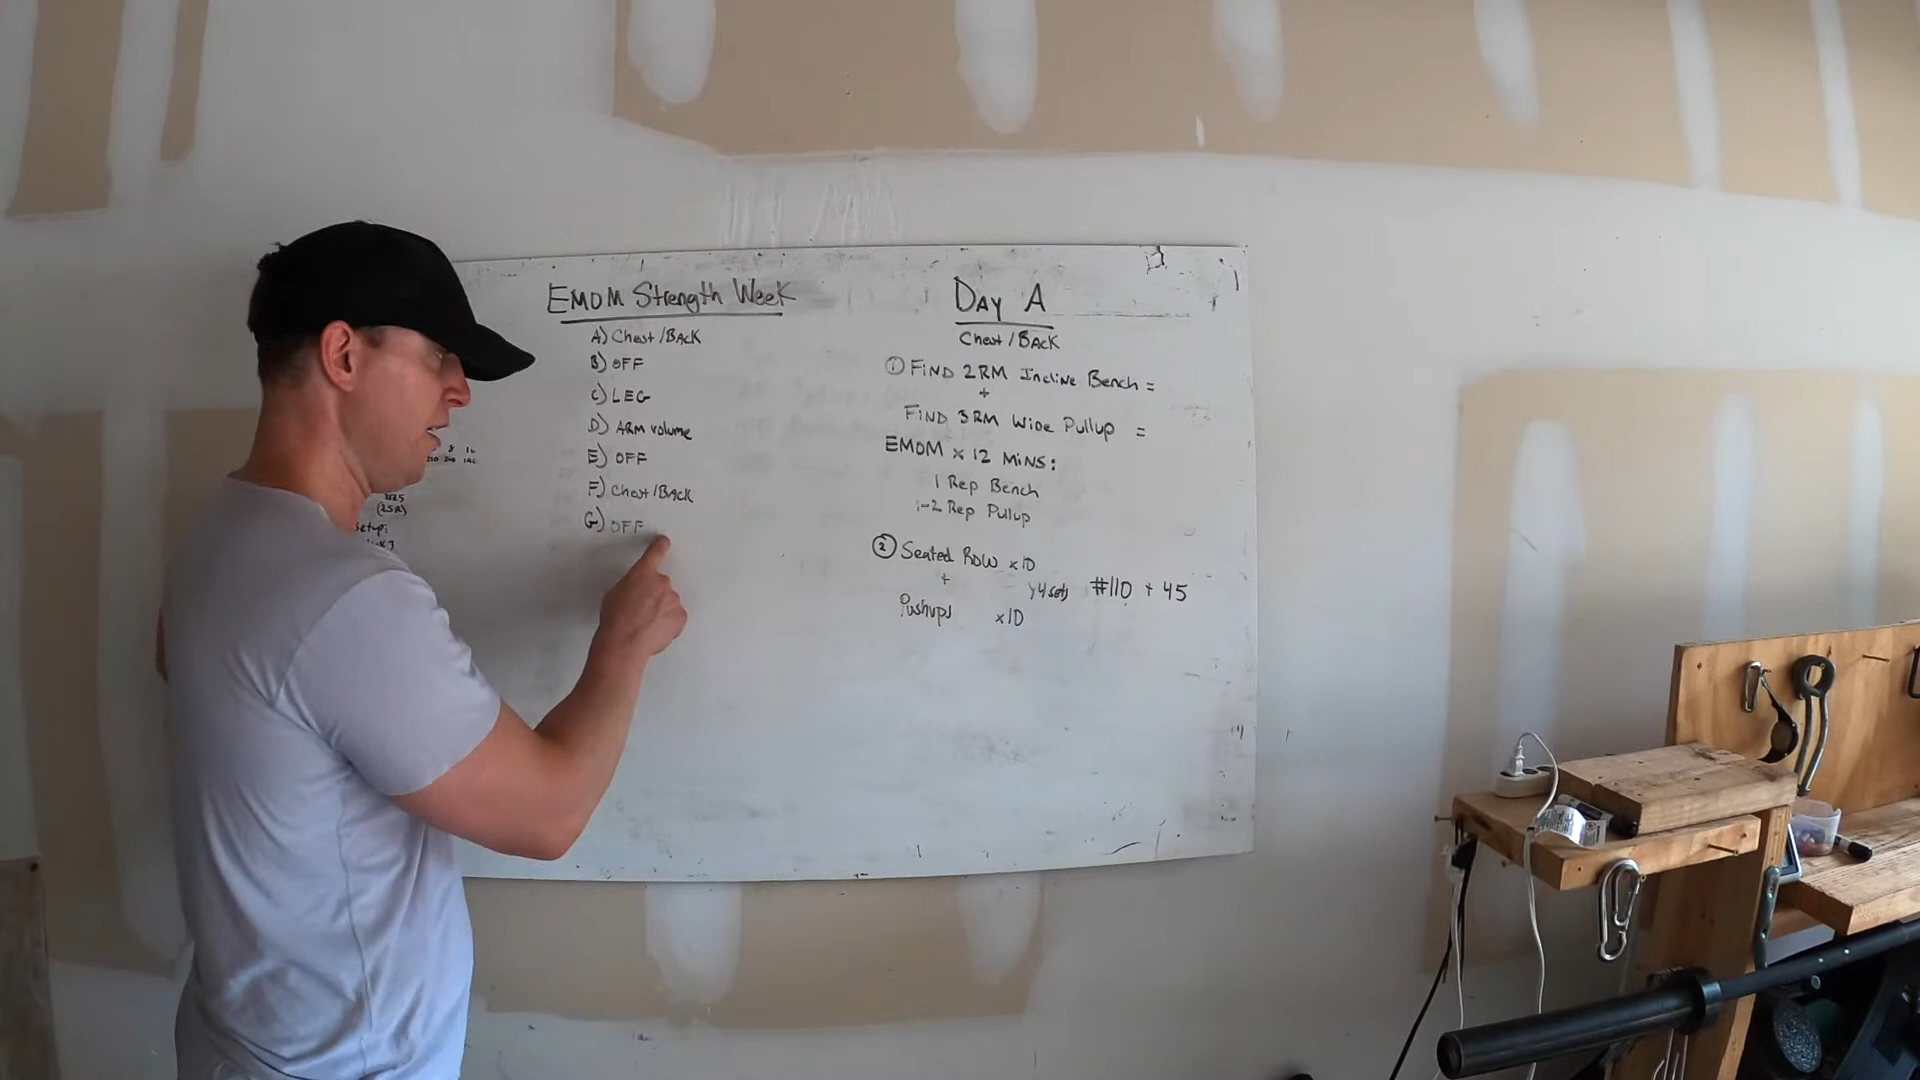 EMOM Strength Week
A) Chest/BACK
B) OFF
C) LEG
D) ARM volume
E) OFF
F) Chest/BACK
G) OFF
setup:
(25R)
DAY A
Chest/BACK
① FIND 2RM Incline Bench =
+
FIND 3RM Wide Pullup =
EMOM x 12 MINS:
1 Rep Bench
1-2 Rep Pullup
② Seated ROW x10
+
#110 + 45
Pushups x10